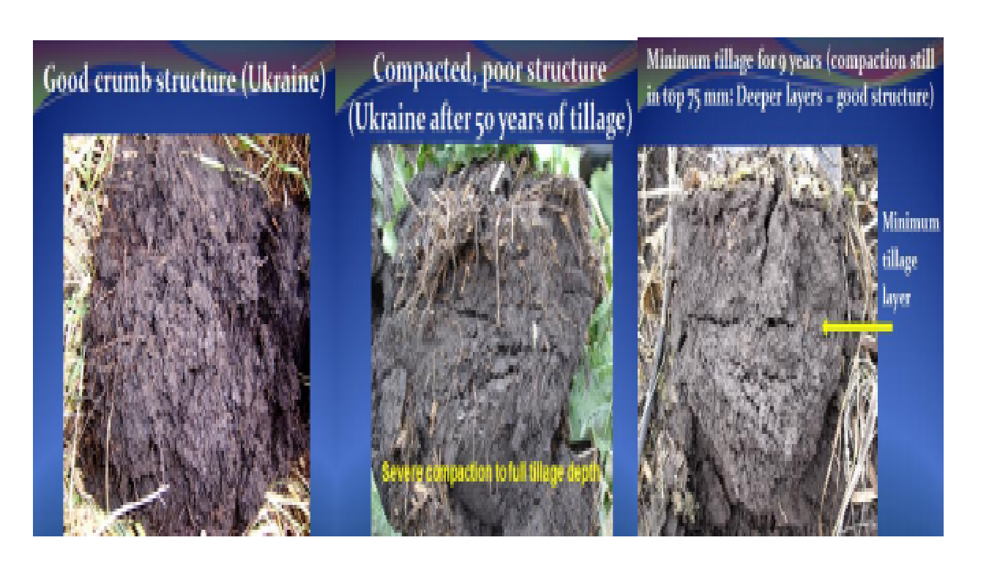 Good crumb structure (Ukraine)
Compacted, poor structure
(Ukraine after 50 years of tillage)
Severe compaction to full tillage depth
Minimum tillage for 9 years (compaction still
in top 75 mm: Deeper layers = good structure)
Minimum
tillage
layer